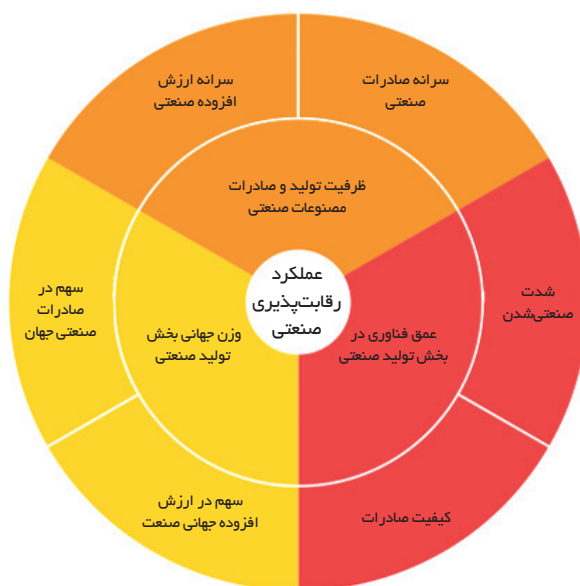 سرانه صادرات
صنعتی
سرانه ارزش
افزوده صنعتی
ظرفیت تولید و صادرات
مصنوعات صنعتی
عملکرد
رقابت‌پذیری
صنعتی
شدت
صنعتی‌شدن
عمق فناوری در
بخش تولید صنعتی
کیفیت صادرات
وزن جهانی بخش
تولید صنعتی
سهم در
صادرات
صنعتی جهان
سهم در ارزش
افزوده جهانی صنعت